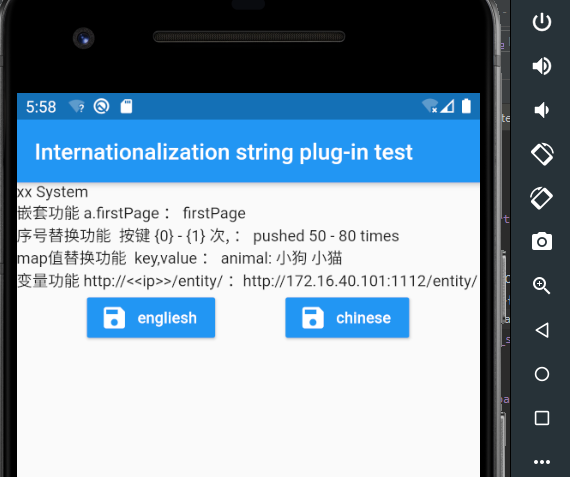 5:58
Internationalization string plug-in test
xx System
嵌套功能 a.firstPage： firstPage
序号替换功能 按键 {0} - {1} 次,： pushed 50 - 80 times
map值替换功能 key,value： animal: 小狗 小猫
变量功能 http://<<ip>>/entity/： http://172.16.40.101:1112/entity/
engliesh chinese